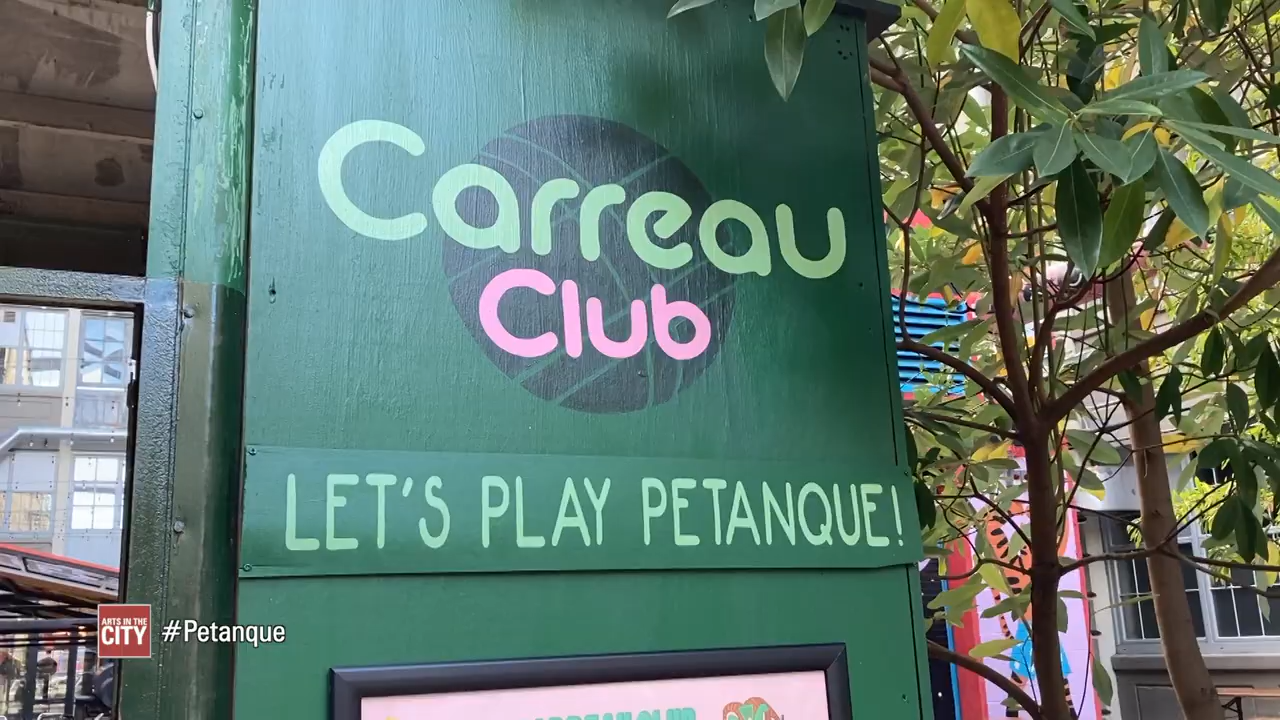 Carreau
Club
LET'S PLAY PETANQUE!
ARTS IN THE
CITY
#Petanque